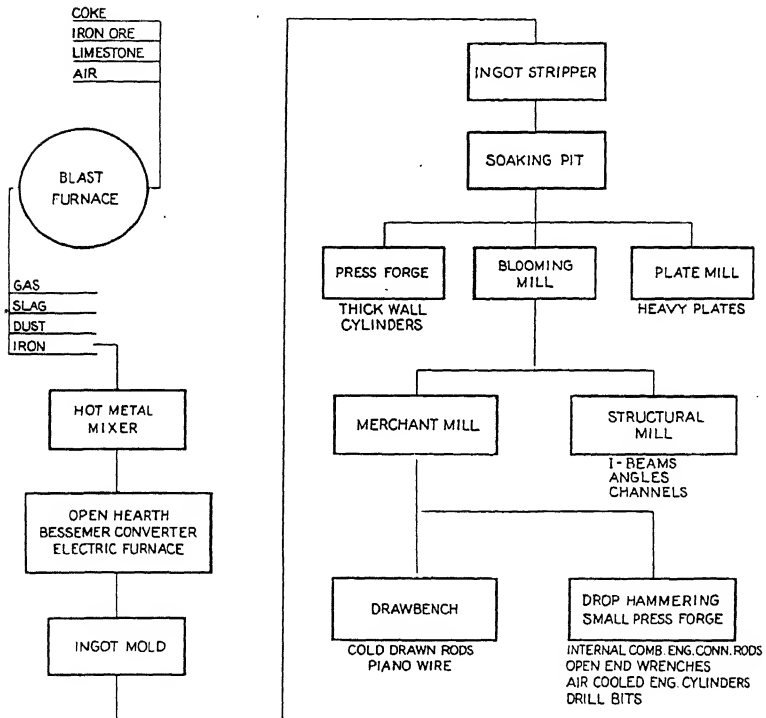 COKE
IRON ORE
LIMESTONE
AIR
BLAST
FURNACE
GAS
SLAG
DUST
IRON
HOT METAL
MIXER
OPEN HEARTH
BESSEMER CONVERTER
ELECTRIC FURNACE
INGOT MOLD
INGOT STRIPPER
SOAKING PIT
PRESS FORGE
THICK WALL
CYLINDERS
BLOOMING
MILL
PLATE MILL
HEAVY PLATES
MERCHANT MILL
STRUCTURAL
MILL
I-BEAMS
ANGLES
CHANNELS
DRAWBENCH
COLD DRAWN RODS
PIANO WIRE
DROP HAMMERING
SMALL PRESS FORGE
INTERNAL COMB. ENG. CONN. RODS
OPEN END WRENCHES
AIR COOLED ENG. CYLINDERS
DRILL BITS